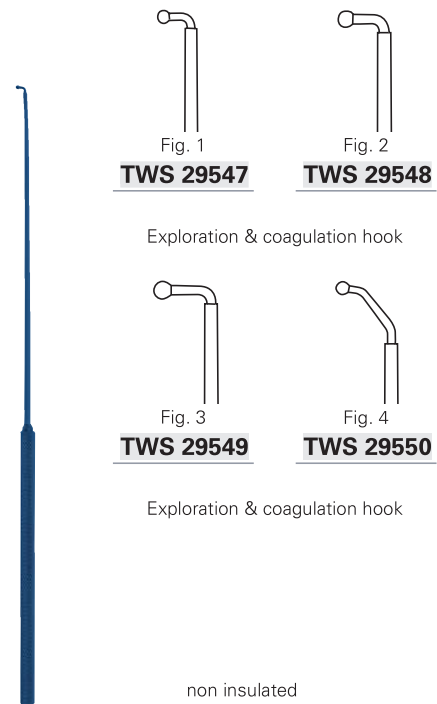 Fig. 1
Fig. 2
TWS 29547
TWS 29548
Exploration & coagulation hook
Fig. 3
Fig. 4
TWS 29549
TWS 29550
Exploration & coagulation hook
non insulated